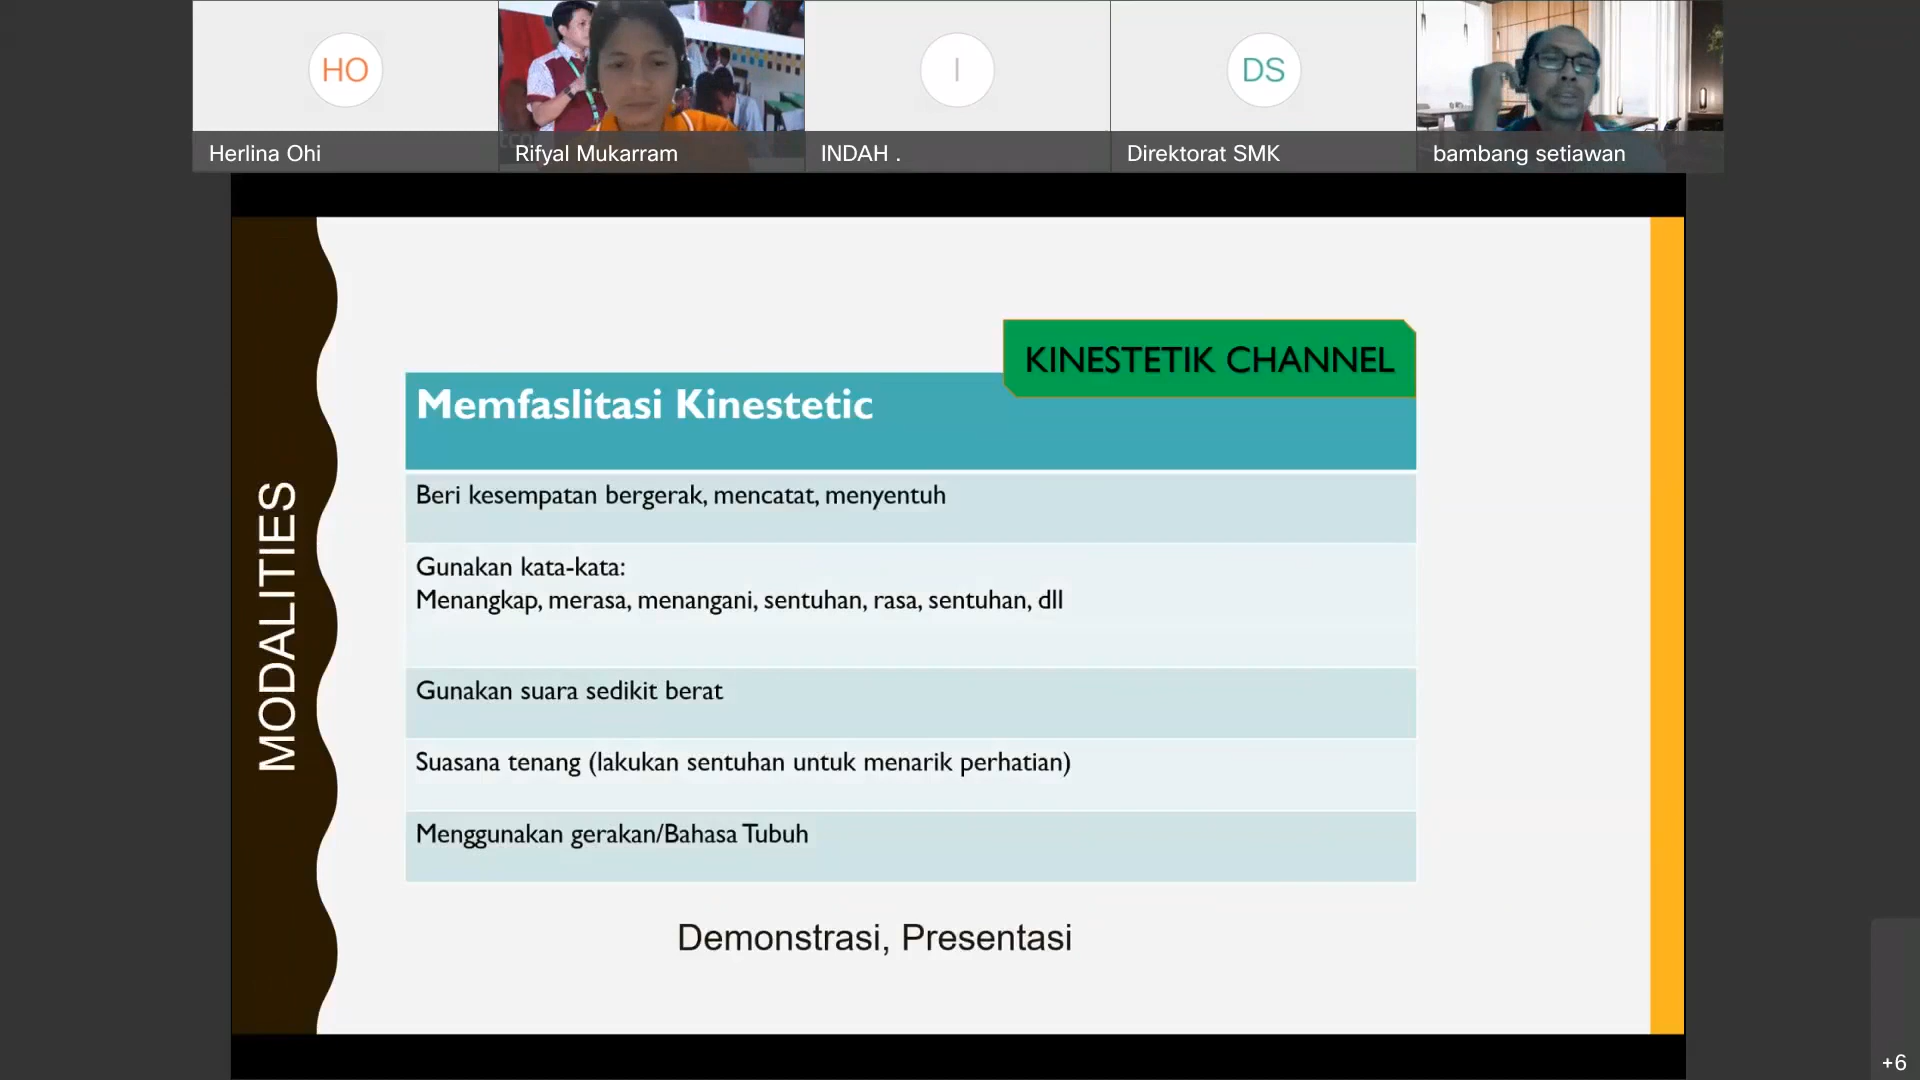 HO
I
DS
Herlina Ohi
Rifyal Mukarram
INDAH .
Direktorat SMK
bambang setiawan
MODALITIES
KINESTETIK CHANNEL
Memfaslitasi Kinestetic
Beri kesempatan bergerak, mencatat, menyentuh
Gunakan kata-kata:
Menangkap, merasa, menangani, sentuhan, rasa, sentuhan, dll
Gunakan suara sedikit berat
Suasana tenang (lakukan sentuhan untuk menarik perhatian)
Menggunakan gerakan/Bahasa Tubuh
Demonstrasi, Presentasi
+6